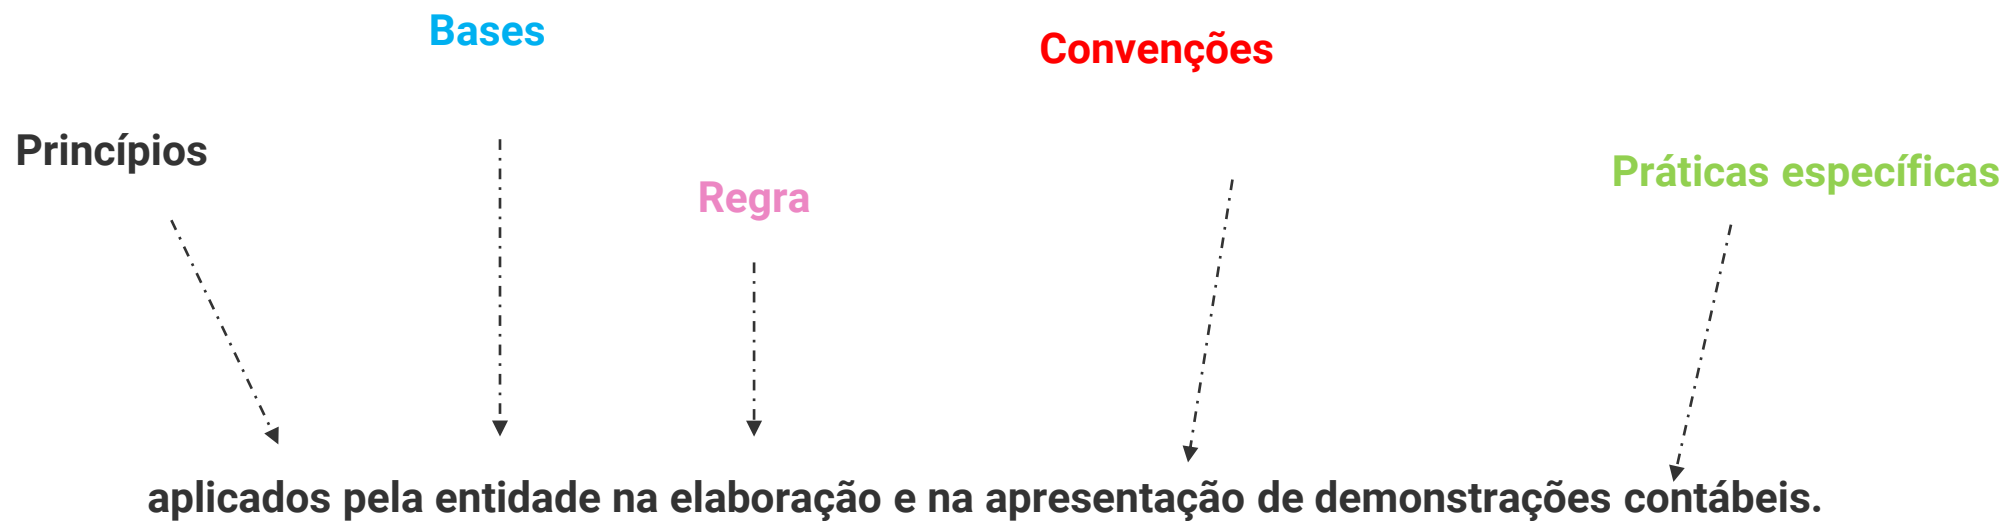 Bases
Convenções
Princípios
Práticas específicas
Regra
aplicados pela entidade na elaboração e na apresentação de demonstrações contábeis.